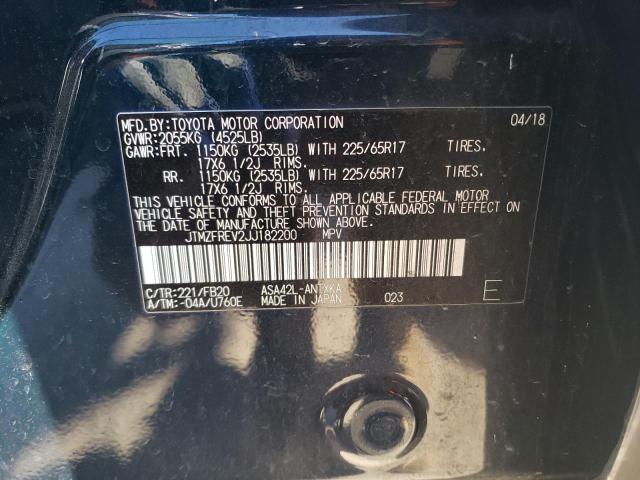 MFD.BY:TOYOTA MOTOR CORPORATION 04/18
GVWR:2055KG (4525LB)
GAWR:FRT. 1150KG (2535LB) WITH 225/65R17 TIRES.
17X6 1/2J RIMS.
RR. 1150KG (2535LB) WITH 225/65R17 TIRES.
17X6 1/2J RIMS.
THIS VEHICLE CONFORMS TO ALL APPLICABLE FEDERAL MOTOR
VEHICLE SAFETY AND THEFT PREVENTION STANDARDS IN EFFECT ON
THE DATE OF MANUFACTURE SHOWN ABOVE.
JTMZFREV2JJ182200 MPV
C/TR:221/FB20 ASA42L-ANTXKA
A/TM:-04A/U760E MADE IN JAPAN 023 E